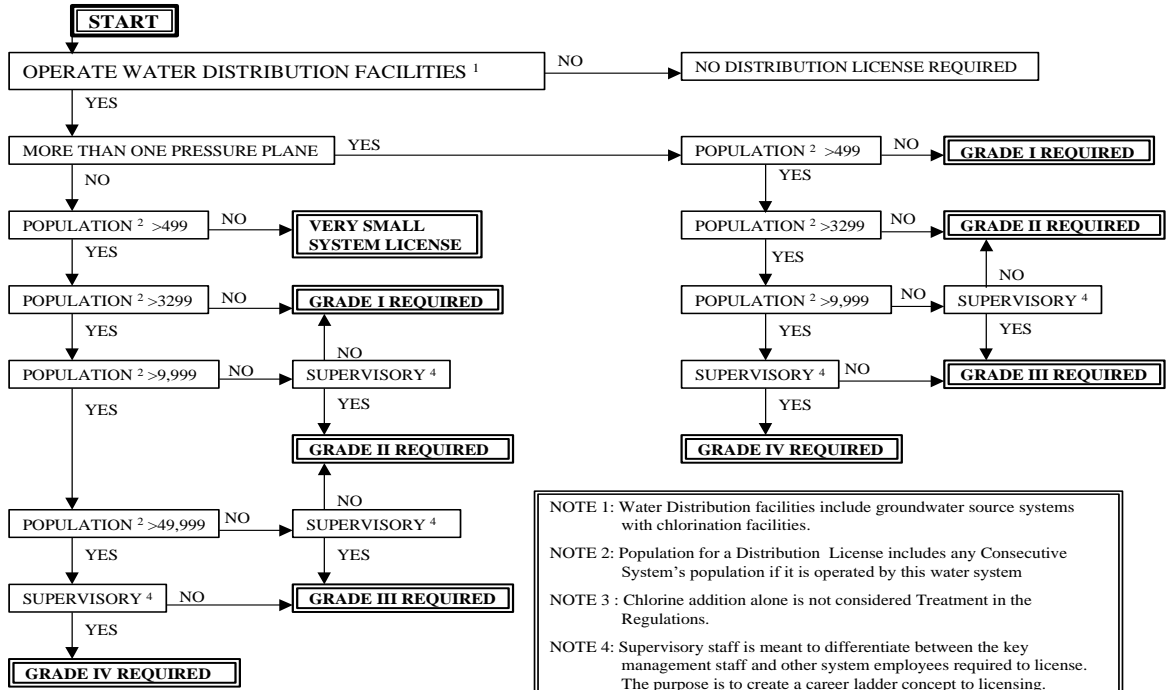 START
OPERATE WATER DISTRIBUTION FACILITIES ¹
NO
NO DISTRIBUTION LICENSE REQUIRED
YES
MORE THAN ONE PRESSURE PLANE
YES
NO
POPULATION ² >499
NO
VERY SMALL
SYSTEM LICENSE
YES
POPULATION ² >3299
NO
GRADE I REQUIRED
YES
NO
POPULATION ² >9,999
NO
SUPERVISORY ⁴
YES
YES
GRADE II REQUIRED
NO
POPULATION ² >49,999
NO
SUPERVISORY ⁴
YES
YES
SUPERVISORY ⁴
NO
GRADE III REQUIRED
YES
GRADE IV REQUIRED
POPULATION ² >499
NO
GRADE I REQUIRED
YES
POPULATION ² >3299
NO
GRADE II REQUIRED
YES
NO
POPULATION ² >9,999
NO
SUPERVISORY ⁴
YES
YES
SUPERVISORY ⁴
NO
GRADE III REQUIRED
YES
GRADE IV REQUIRED
NOTE 1: Water Distribution facilities include groundwater source systems
with chlorination facilities.
NOTE 2: Population for a Distribution License includes any Consecutive
System's population if it is operated by this water system
NOTE 3 : Chlorine addition alone is not considered Treatment in the
Regulations.
NOTE 4: Supervisory staff is meant to differentiate between the key
management staff and other system employees required to license.
The purpose is to create a career ladder concept to licensing.